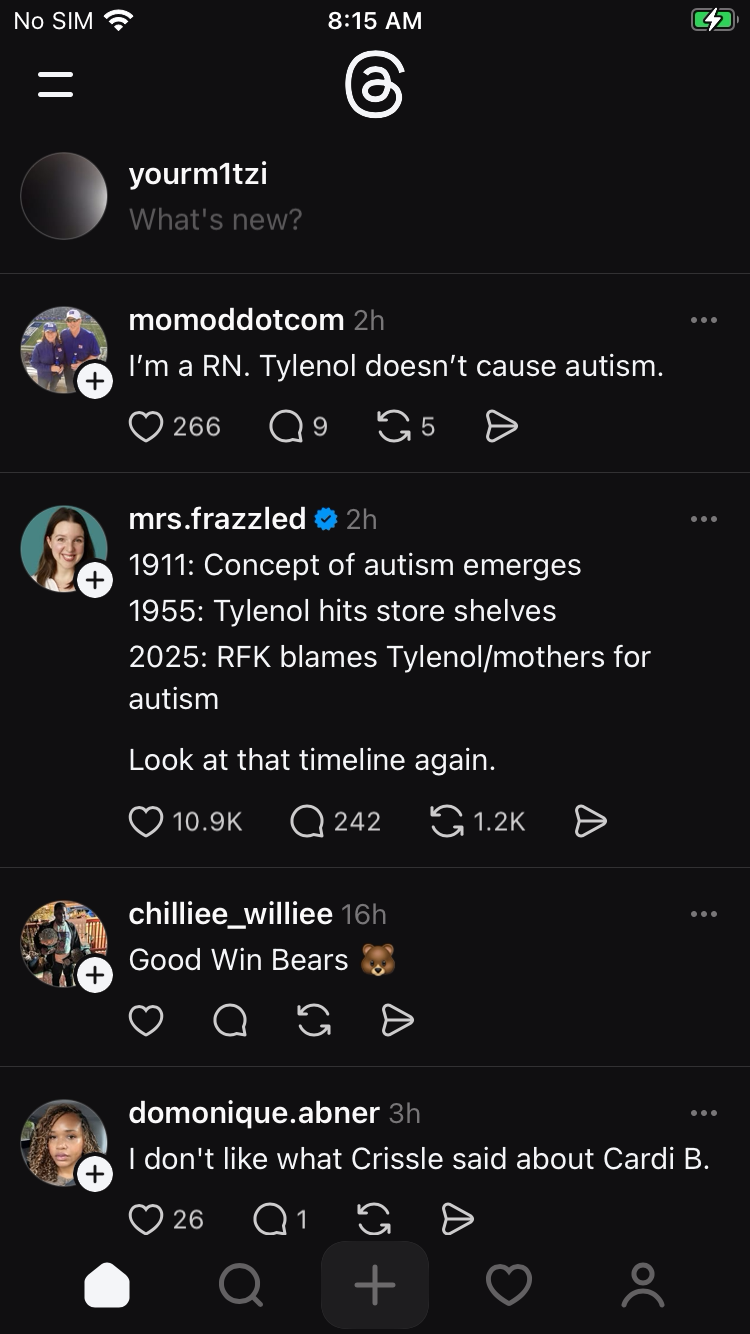 No SIM 8:15 AM
yourm1tzi
What's new?
momoddotcom 2h
I’m a RN. Tylenol doesn’t cause autism.
266 9 5
mrs.frazzled 2h
1911: Concept of autism emerges
1955: Tylenol hits store shelves
2025: RFK blames Tylenol/mothers for
autism
Look at that timeline again.
10.9K 242 1.2K
chilliee_williee 16h
Good Win Bears 🐻
domonique.abner 3h
I don't like what Crissle said about Cardi B.
26 1